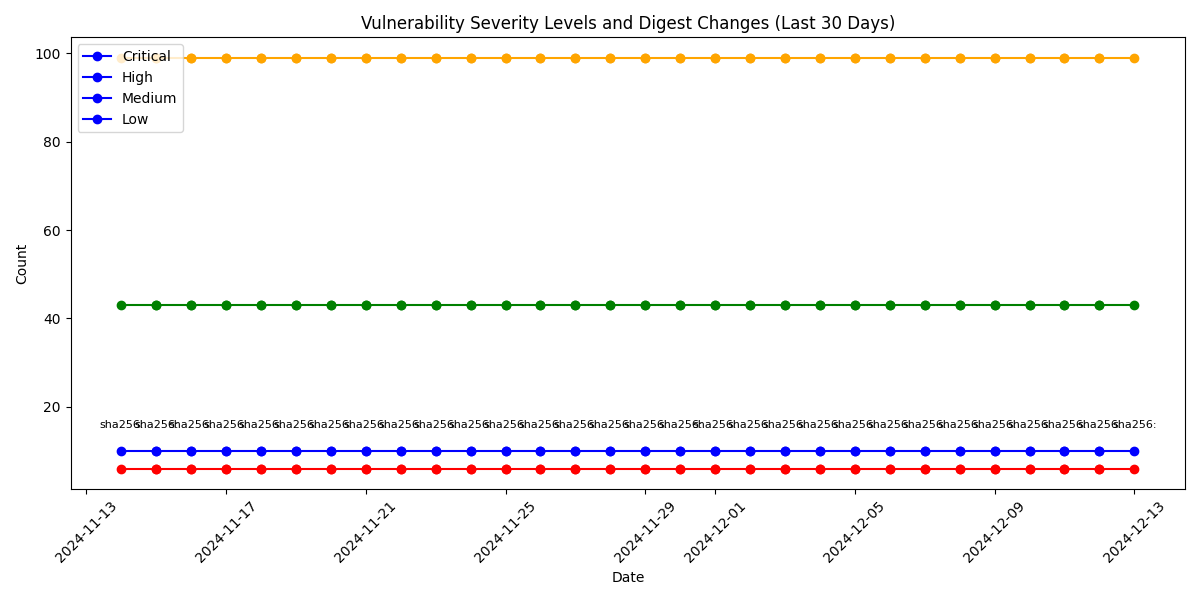 Vulnerability Severity Levels and Digest Changes (Last 30 Days)
Critical
High
Medium
Low
100
80
60
40
20
Count
sha256: sha256: sha256: sha256: sha256: sha256: sha256: sha256: sha256: sha256: sha256: sha256: sha256: sha256: sha256: sha256: sha256: sha256: sha256: sha256: sha256: sha256: sha256: sha256: sha256: sha256: sha256: sha256: sha256: sha256:
2024-11-13
2024-11-17
2024-11-21
2024-11-25
2024-11-29
2024-12-01
2024-12-05
2024-12-09
2024-12-13
Date